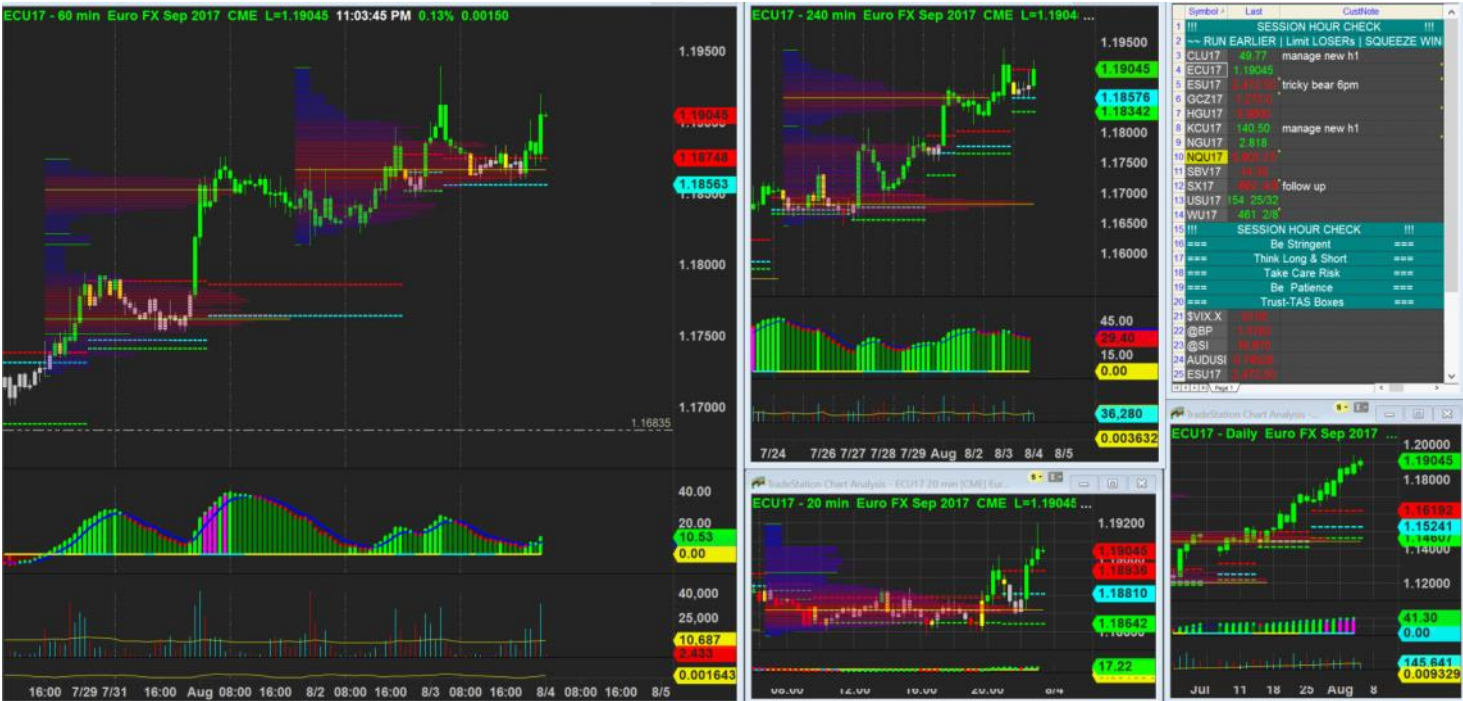 ECU17 - 60 min Euro FX Sep 2017 CME L=1.19045 11:03:45 PM 0.13% 0.00150
1.19500
1.19045
1.18748
1.18563
1.18000
1.17500
1.17000
1.16835
40.00
20.00
10.53
0.00
40,000
25,000
10,687
2,433
0.001643
16:00 7/29 7/31 16:00 Aug 08:00 16:00 8/2 08:00 16:00 8/3 08:00 16:00 8/4 08:00 16:00 8/5
ECU17 - 240 min Euro FX Sep 2017 CME L=1.1904 ...
1.19500
1.19045
1.18576
1.18342
1.18000
1.17500
1.17000
1.16500
1.16000
45.00
29.40
15.00
0.00
36,280
0.003632
7/24 7/26 7/27 7/28 7/29 Aug 8/2 8/3 8/4 8/5
TradeStation Chart Analysis - ECU17 20 min [CME] Eur...
ECU17 - 20 min Euro FX Sep 2017 CME L=1.19045 ...
1.19200
1.19045
1.18936
1.18810
1.18642
17.22
08:00 12:00 16:00 20:00 8/4
Symbol Last CustNote
1 !!! SESSION HOUR CHECK !!!
2 ~~ RUN EARLIER | Limit LOSERs | SQUEEZE WIN
3 CLU17 49.77 manage new h1
4 ECU17 1.19045
5 ESU17 tricky bear 6pm
6 GCZ17
7 HGU17
8 KCU17 140.50 manage new h1
9 NGU17 2.818
10 NQU17
11 SBV17
12 SX17 follow up
13 USU17 154 25/32
14 WU17 461 2/8
15 !!! SESSION HOUR CHECK !!!
16 === Be Stringent ===
17 === Think Long & Short ===
18 === Take Care Risk ===
19 === Be Patience ===
20 === Trust-TAS Boxes ===
21 $VIX.X
22 @BP
23 @SI
24 AUDUSI
25 ESU17
Page 1
TradeStation Chart Analysis - ...
ECU17 - Daily Euro FX Sep 2017 ...
1.20000
1.19045
1.18000
1.16192
1.15241
1.14607
1.14000
1.12000
41.30
0.00
145,641
0.009329
Jul 11 18 25 Aug 8